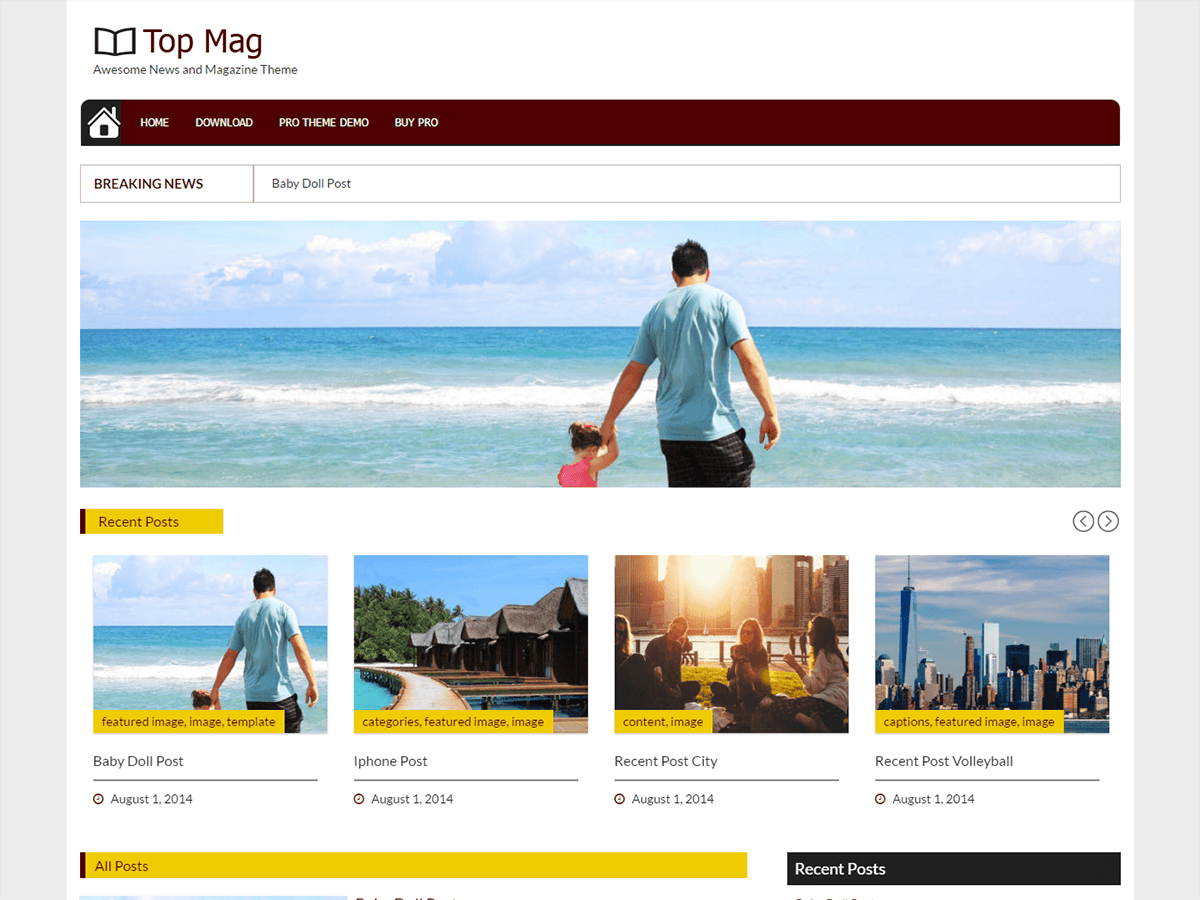 Top Mag
Awesome News and Magazine Theme
HOME DOWNLOAD PRO THEME DEMO BUY PRO
BREAKING NEWS Baby Doll Post
Recent Posts
featured image, image, template
categories, featured image, image
content, image
captions, featured image, image
Baby Doll Post
Iphone Post
Recent Post City
Recent Post Volleyball
August 1, 2014
August 1, 2014
August 1, 2014
August 1, 2014
All Posts
Recent Posts